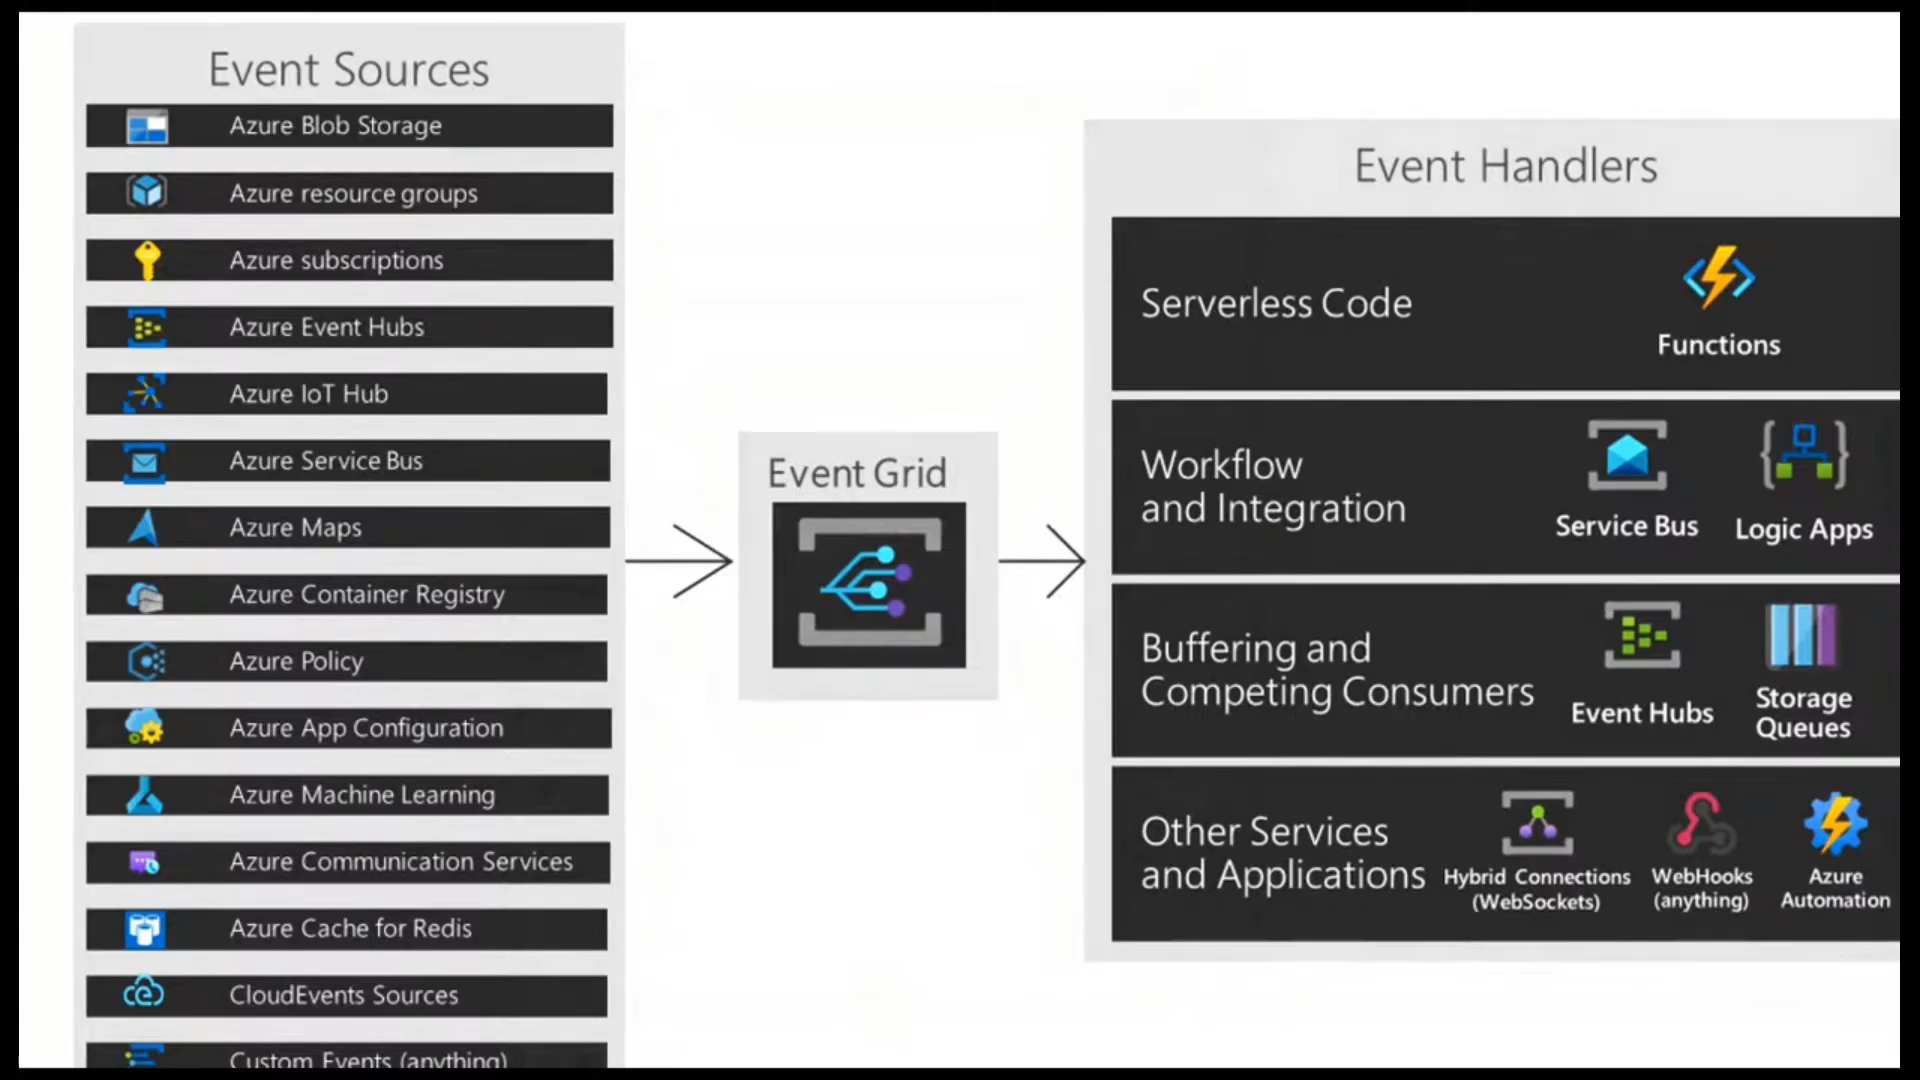 Event Sources
Azure Blob Storage
Azure resource groups
Azure subscriptions
Azure Event Hubs
Azure IoT Hub
Azure Service Bus
Azure Maps
Azure Container Registry
Azure Policy
Azure App Configuration
Azure Machine Learning
Azure Communication Services
Azure Cache for Redis
CloudEvents Sources
Custom Events (anything)
Event Grid
Event Handlers
Serverless Code
Functions
Workflow
and Integration
Service Bus
Logic Apps
Buffering and
Competing Consumers
Event Hubs
Storage
Queues
Other Services
and Applications
Hybrid Connections
(WebSockets)
WebHooks
(anything)
Azure
Automation